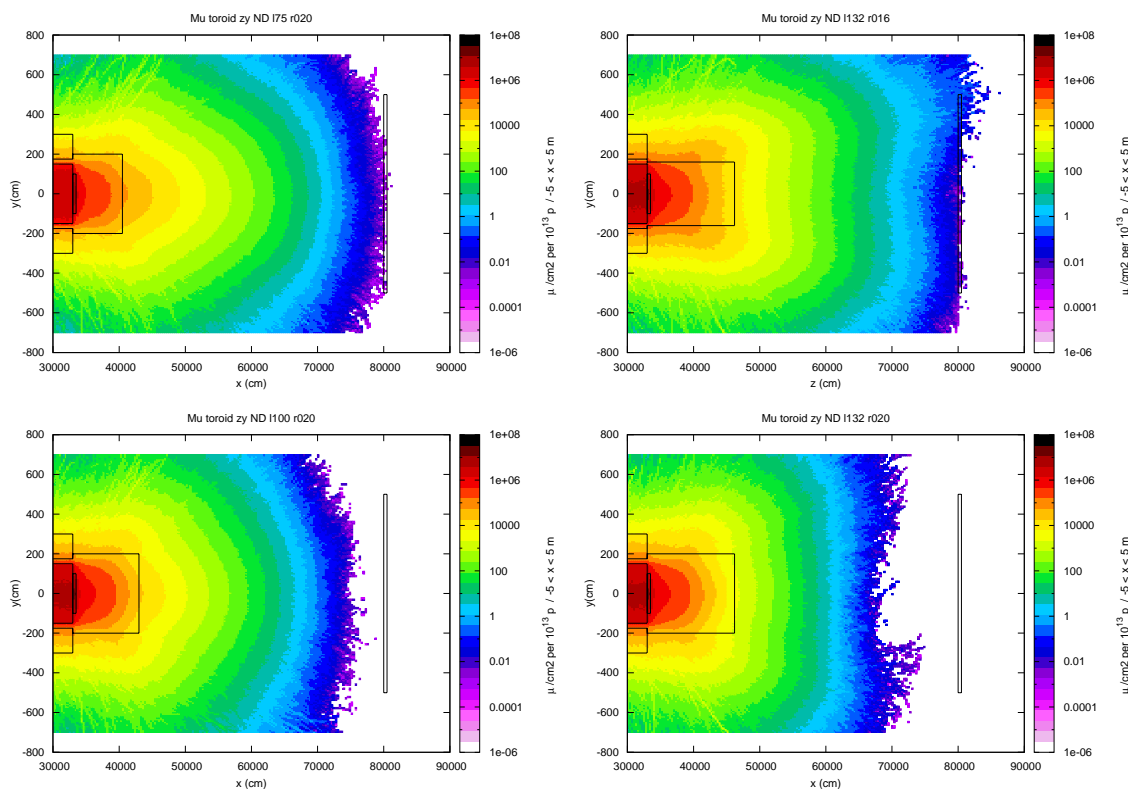 Mu toroid zy ND l75 r020
800
600
400
200
0
-200
-400
-600
-800
y(cm)
30000 40000 50000 60000 70000 80000 90000
x (cm)
1e+08
1e+06
10000
100
1
0.01
0.0001
1e-06
μ /cm2 per 10^13 p / -5 < x < 5 m
Mu toroid zy ND l132 r016
800
600
400
200
0
-200
-400
-600
-800
y(cm)
30000 40000 50000 60000 70000 80000 90000
z (cm)
1e+08
1e+06
10000
100
1
0.01
0.0001
1e-06
μ /cm2 per 10^13 p / -5 < x < 5 m
Mu toroid zy ND l100 r020
800
600
400
200
0
-200
-400
-600
-800
y(cm)
30000 40000 50000 60000 70000 80000 90000
x (cm)
1e+08
1e+06
10000
100
1
0.01
0.0001
1e-06
μ /cm2 per 10^13 p / -5 < x < 5 m
Mu toroid zy ND l132 r020
800
600
400
200
0
-200
-400
-600
-800
y(cm)
30000 40000 50000 60000 70000 80000 90000
x (cm)
1e+08
1e+06
10000
100
1
0.01
0.0001
1e-06
μ /cm2 per 10^13 p / -5 < x < 5 m